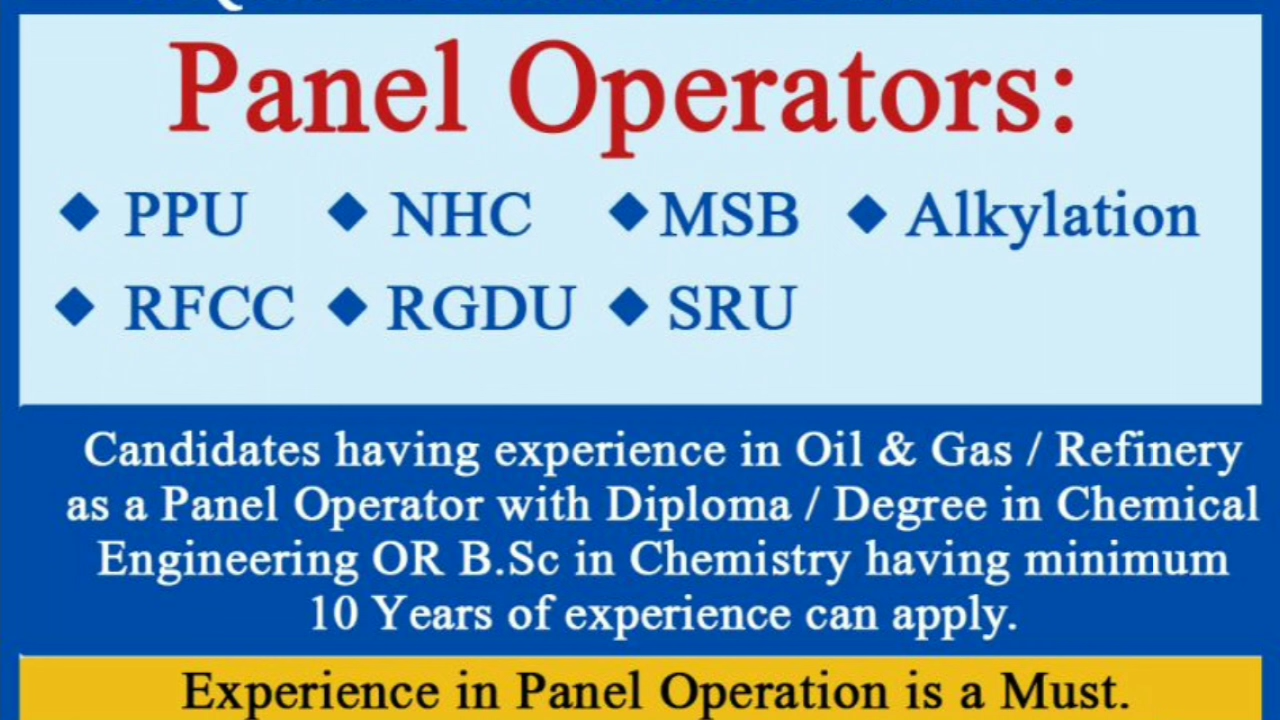 Panel Operators:
◆ PPU ◆ NHC ◆ MSB ◆ Alkylation
◆ RFCC ◆ RGDU ◆ SRU
Candidates having experience in Oil & Gas / Refinery
as a Panel Operator with Diploma / Degree in Chemical
Engineering OR B.Sc in Chemistry having minimum
10 Years of experience can apply.
Experience in Panel Operation is a Must.